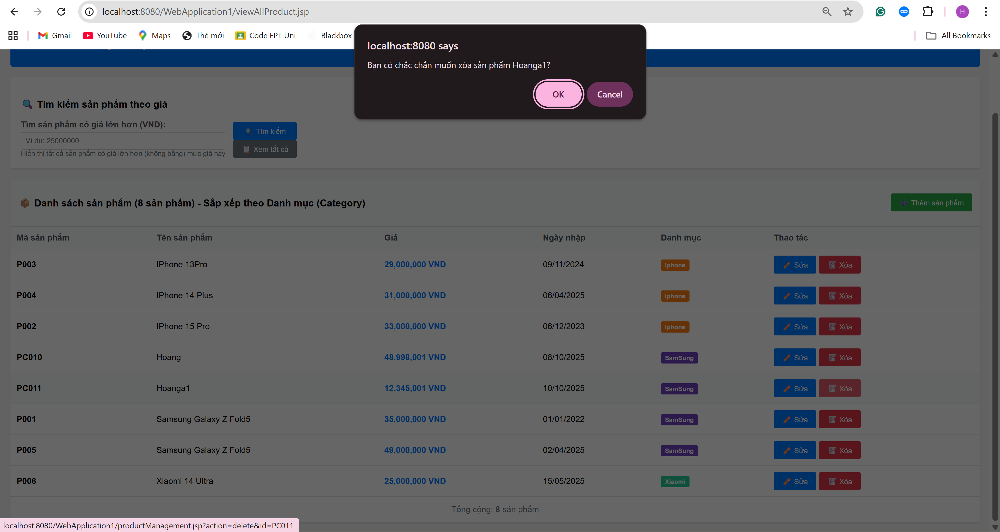 localhost:8080/WebApplication1/viewAllProduct.jsp
H
Gmail YouTube Maps Thẻ mới Code FPT Uni Blackbox All Bookmarks
localhost:8080 says
Bạn có chắc chắn muốn xóa sản phẩm Hoanga1?
OK Cancel
Tìm kiếm sản phẩm theo giá
Tìm sản phẩm có giá lớn hơn (VND):
Ví dụ: 25000000
Hiển thị tất cả sản phẩm có giá lớn hơn (không bằng) mức giá này
Tìm kiếm
Xem tất cả
Danh sách sản phẩm (8 sản phẩm) - Sắp xếp theo Danh mục (Category)
Thêm sản phẩm
Mã sản phẩm Tên sản phẩm Giá Ngày nhập Danh mục Thao tác
P003 IPhone 13Pro 29,000,000 VND 09/11/2024 Iphone Sửa Xóa
P004 IPhone 14 Plus 31,000,000 VND 06/04/2025 Iphone Sửa Xóa
P002 IPhone 15 Pro 33,000,000 VND 06/12/2023 Iphone Sửa Xóa
PC010 Hoang 48,998,001 VND 08/10/2025 SamSung Sửa Xóa
PC011 Hoanga1 12,345,001 VND 10/10/2025 SamSung Sửa Xóa
P001 Samsung Galaxy Z Fold5 35,000,000 VND 01/01/2022 SamSung Sửa Xóa
P005 Samsung Galaxy Z Fold5 49,000,000 VND 02/04/2025 SamSung Sửa Xóa
P006 Xiaomi 14 Ultra 25,000,000 VND 15/05/2025 Xiaomi Sửa Xóa
Tổng cộng: 8 sản phẩm
localhost:8080/WebApplication1/productManagement.jsp?action=delete&id=PC011